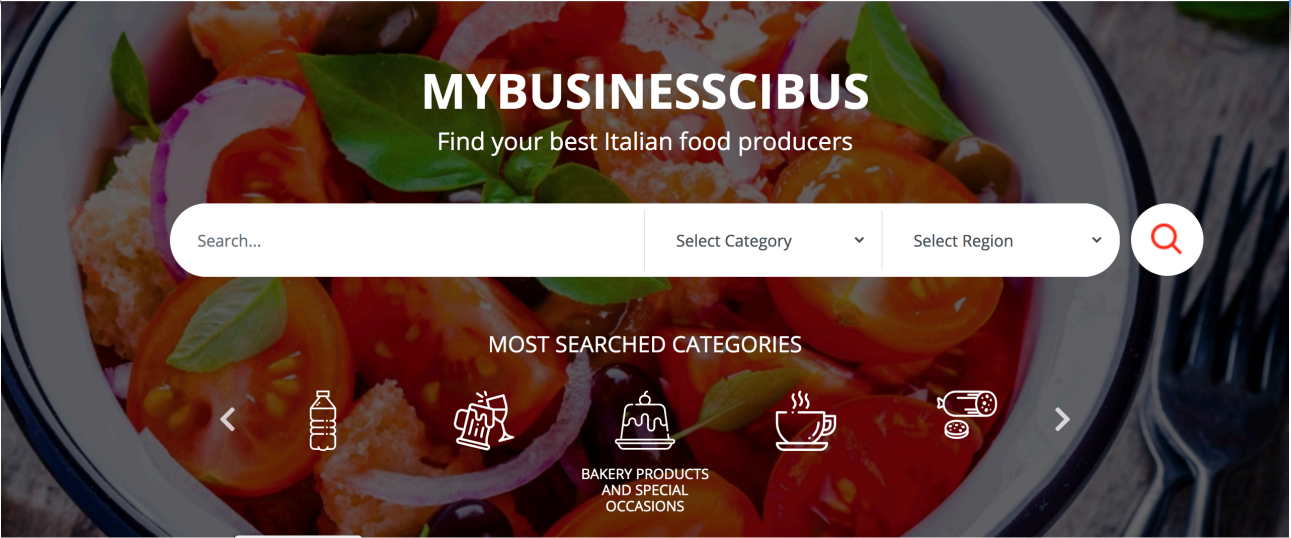 MYBUSINESSCIBUS
Find your best Italian food producers
Search...
Select Category
Select Region
MOST SEARCHED CATEGORIES
BAKERY PRODUCTS
AND SPECIAL
OCCASIONS